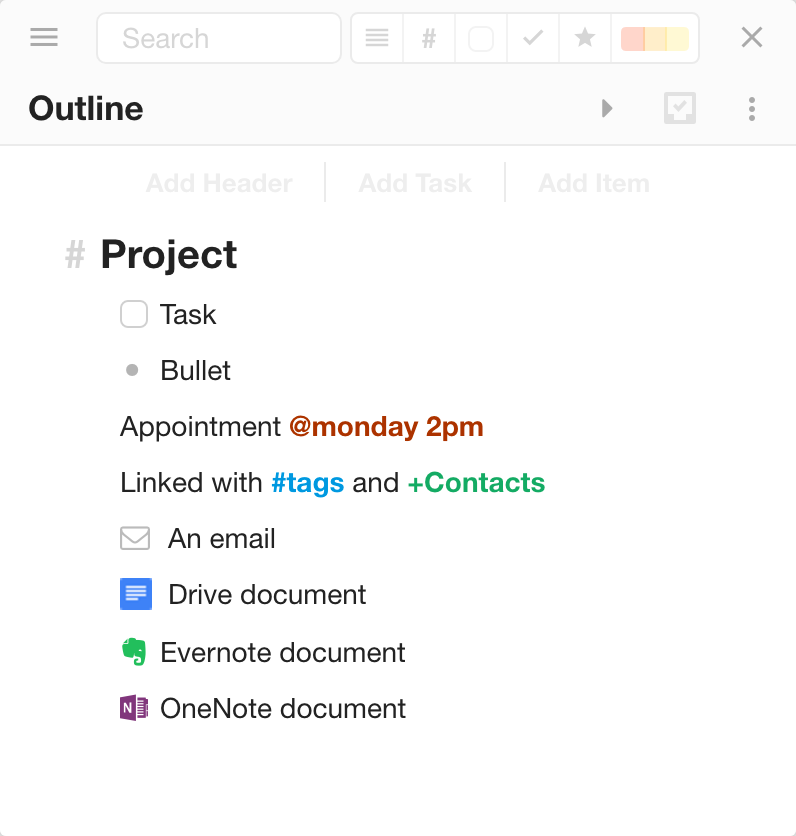 Search
#
Outline
Add Header Add Task Add Item
# Project
Task
Bullet
Appointment @monday 2pm
Linked with #tags and +Contacts
An email
Drive document
Evernote document
N OneNote document